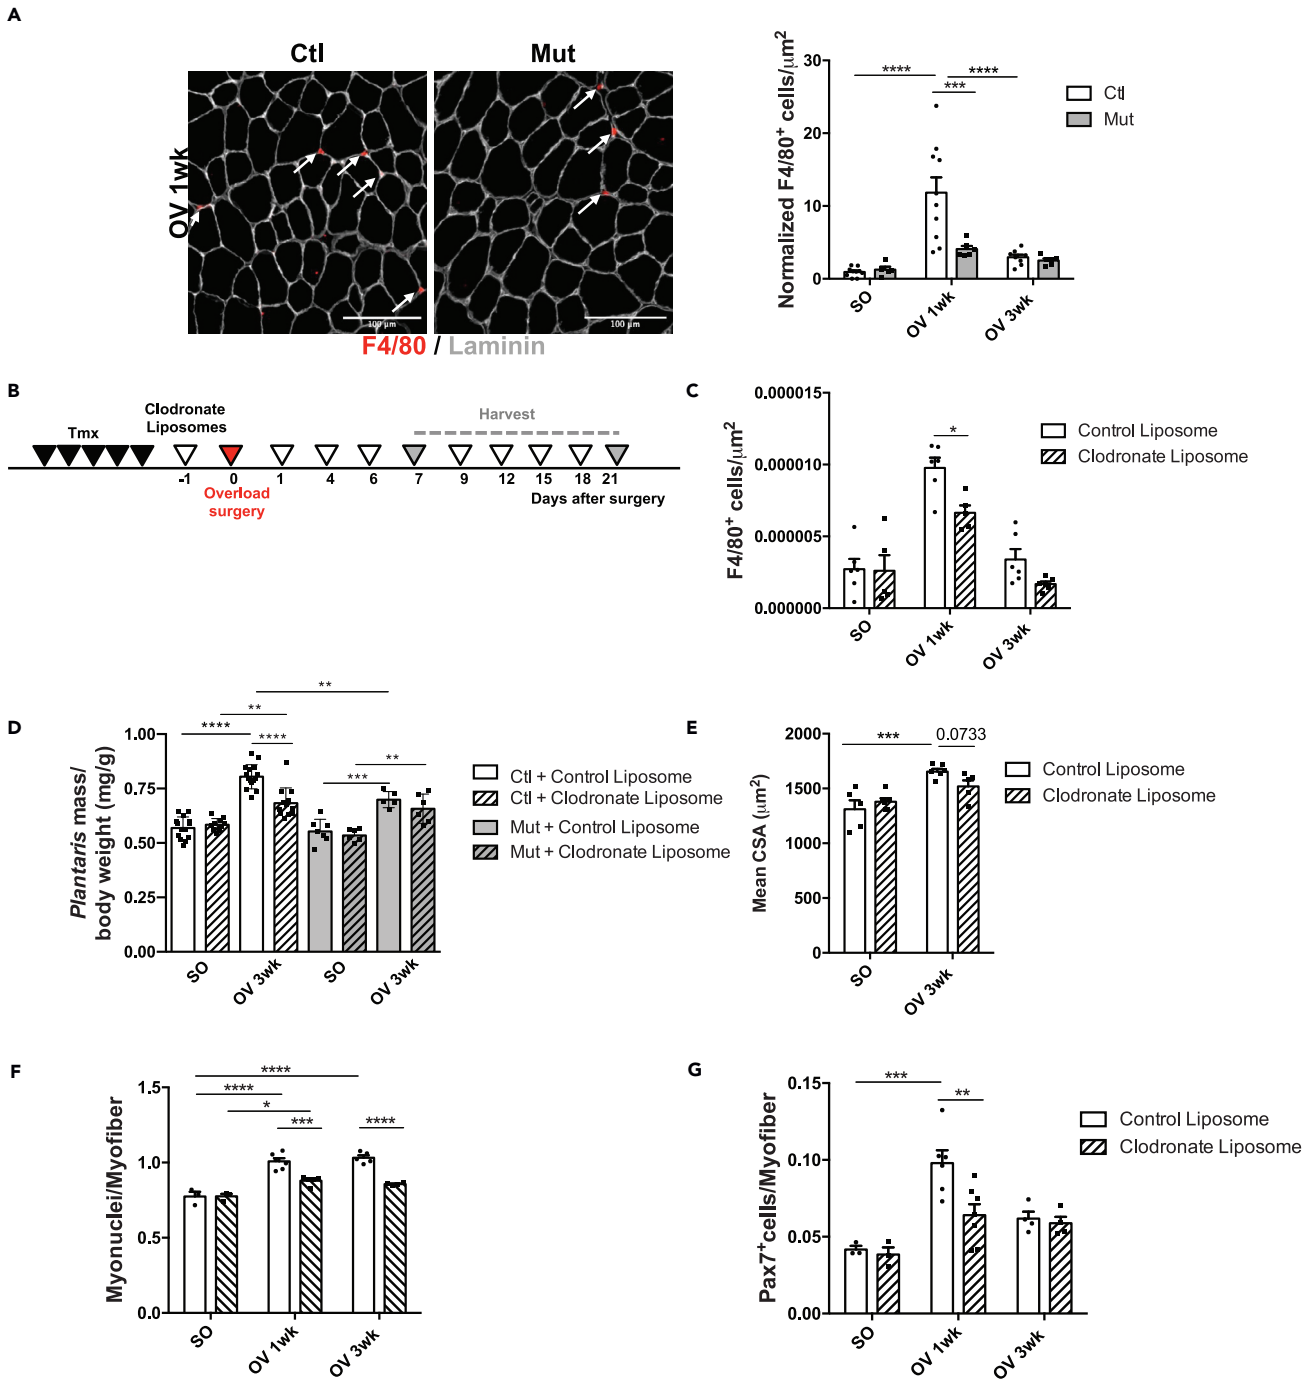 A
Ctl
Mut
OV 1wk
100 µm
100 µm
F4/80 / Laminin
Normalized F4/80+ cells/µm2
30
20
10
0
****
****
***
Ctl
Mut
SO
OV 1wk
OV 3wk
B
Tmx
Clodronate
Liposomes
Harvest
-1
0
1
4
6
7
9
12
15
18
21
Overload
surgery
Days after surgery
C
F4/80+ cells/µm2
0.000015
0.000010
0.000005
0.000000
*
Control Liposome
Clodronate Liposome
SO
OV 1wk
OV 3wk
D
Plantaris mass/
body weight (mg/g)
1.00
0.75
0.50
0.25
0.00
**
**
****
****
**
***
Ctl + Control Liposome
Ctl + Clodronate Liposome
Mut + Control Liposome
Mut + Clodronate Liposome
SO
OV 3wk
SO
OV 3wk
E
Mean CSA (µm2)
2000
1500
1000
500
0
***
0.0733
Control Liposome
Clodronate Liposome
SO
OV 3wk
F
Myonuclei/Myofiber
1.5
1.0
0.5
0.0
****
****
*
***
****
SO
OV 1wk
OV 3wk
G
Pax7+cells/Myofiber
0.15
0.10
0.05
0.00
***
**
Control Liposome
Clodronate Liposome
SO
OV 1wk
OV 3wk